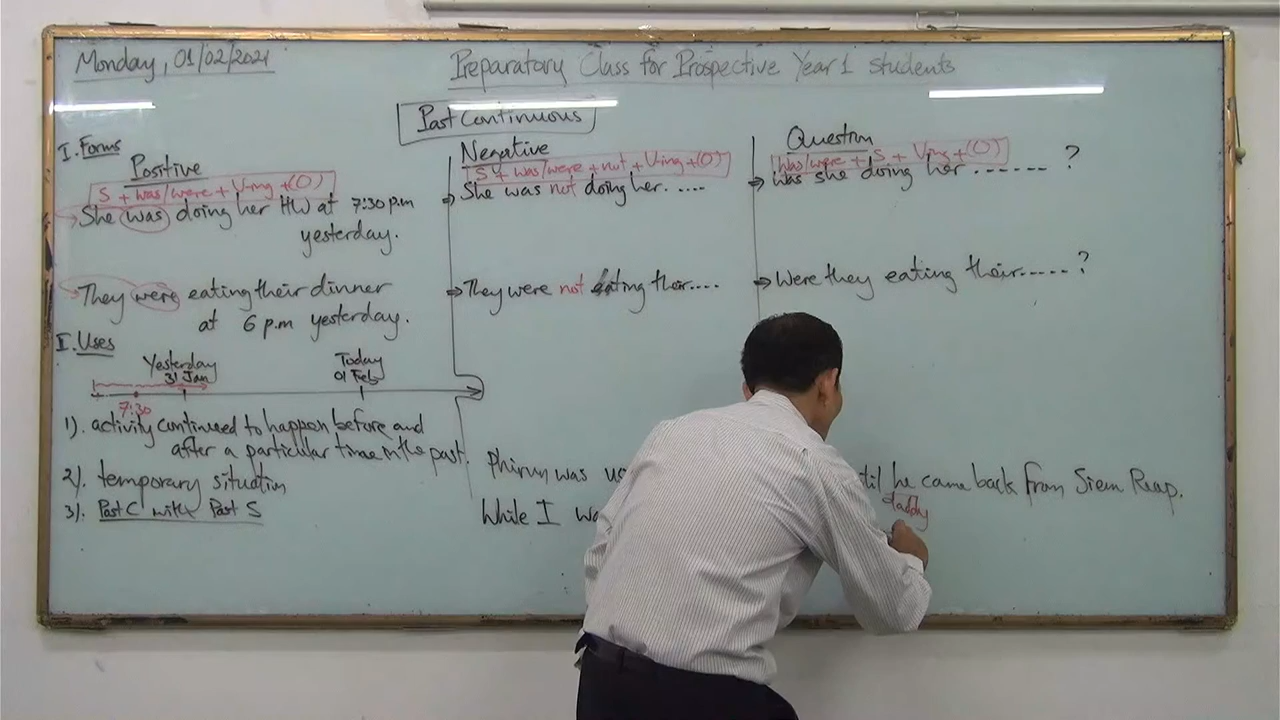 Monday, 01/02/2021
Preparatory Class for Prospective Year 1 students
Past Continuous
I. Forms
Positive
S + was/were + V-ing + (O)
She was doing her HW at 7:30 p.m
yesterday.
They were eating their dinner
at 6 p.m yesterday.
Negative
S + was/were + not + V-ing + (O)
She was not doing her.....
They were not eating their....
Question
Was/were + S + V-ing + (O)
Was she doing her ....... ?
Were they eating their..... ?
I. Uses
Yesterday
31 Jan
Today
01 Feb
7:30
1). activity continued to happen before and
after a particular time in the past.
2). temporary situation
3). Past C with Past S
Phirun was he came back from Siem Reap.
daddy
While I